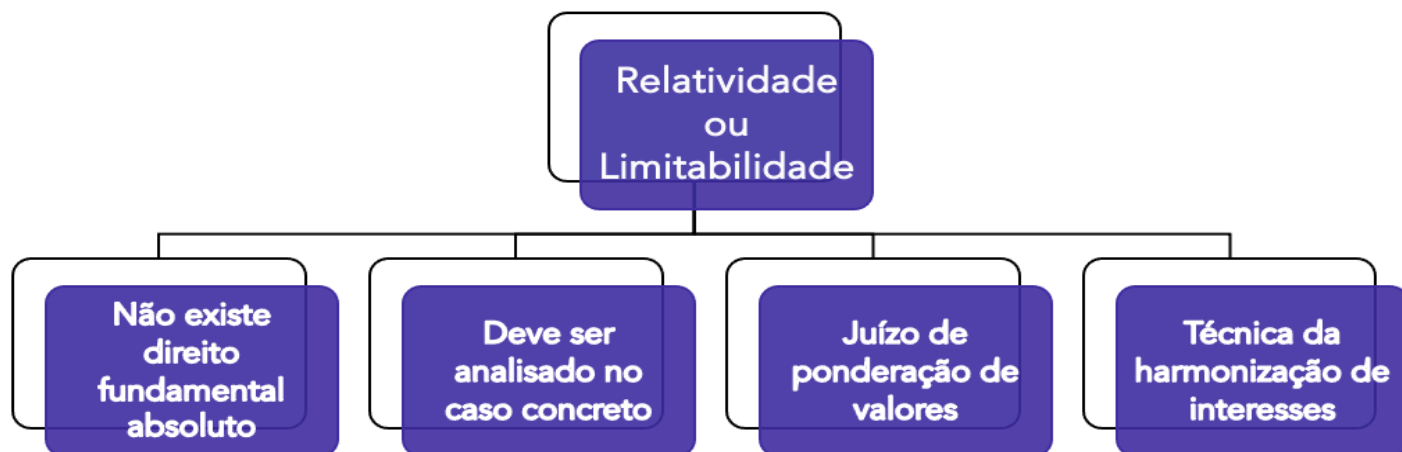 Relatividade
ou
Limitabilidade
Não existe
direito
fundamental
absoluto
Deve ser
analisado no
caso concreto
Juízo de
ponderação de
valores
Técnica da
harmonização de
interesses